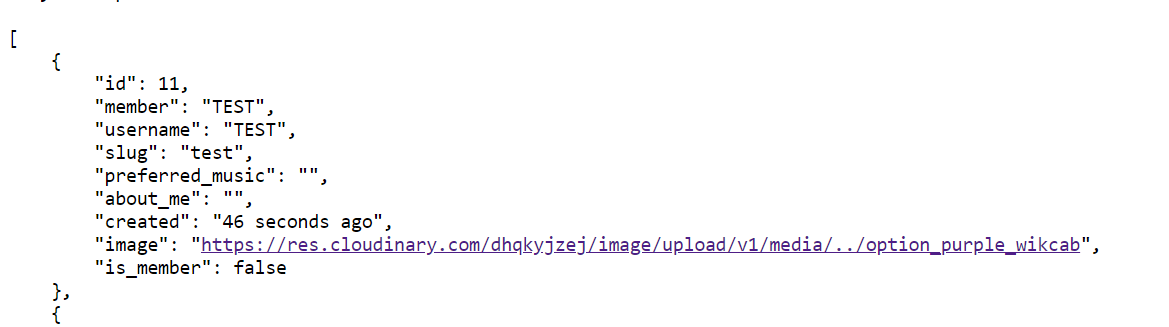 [
{
"id": 11,
"member": "TEST",
"username": "TEST",
"slug": "test",
"preferred_music": "",
"about_me": "",
"created": "46 seconds ago",
"image": "https://res.cloudinary.com/dhqkyjzej/image/upload/v1/media/../option_purple_wikcab",
"is_member": false
},
{